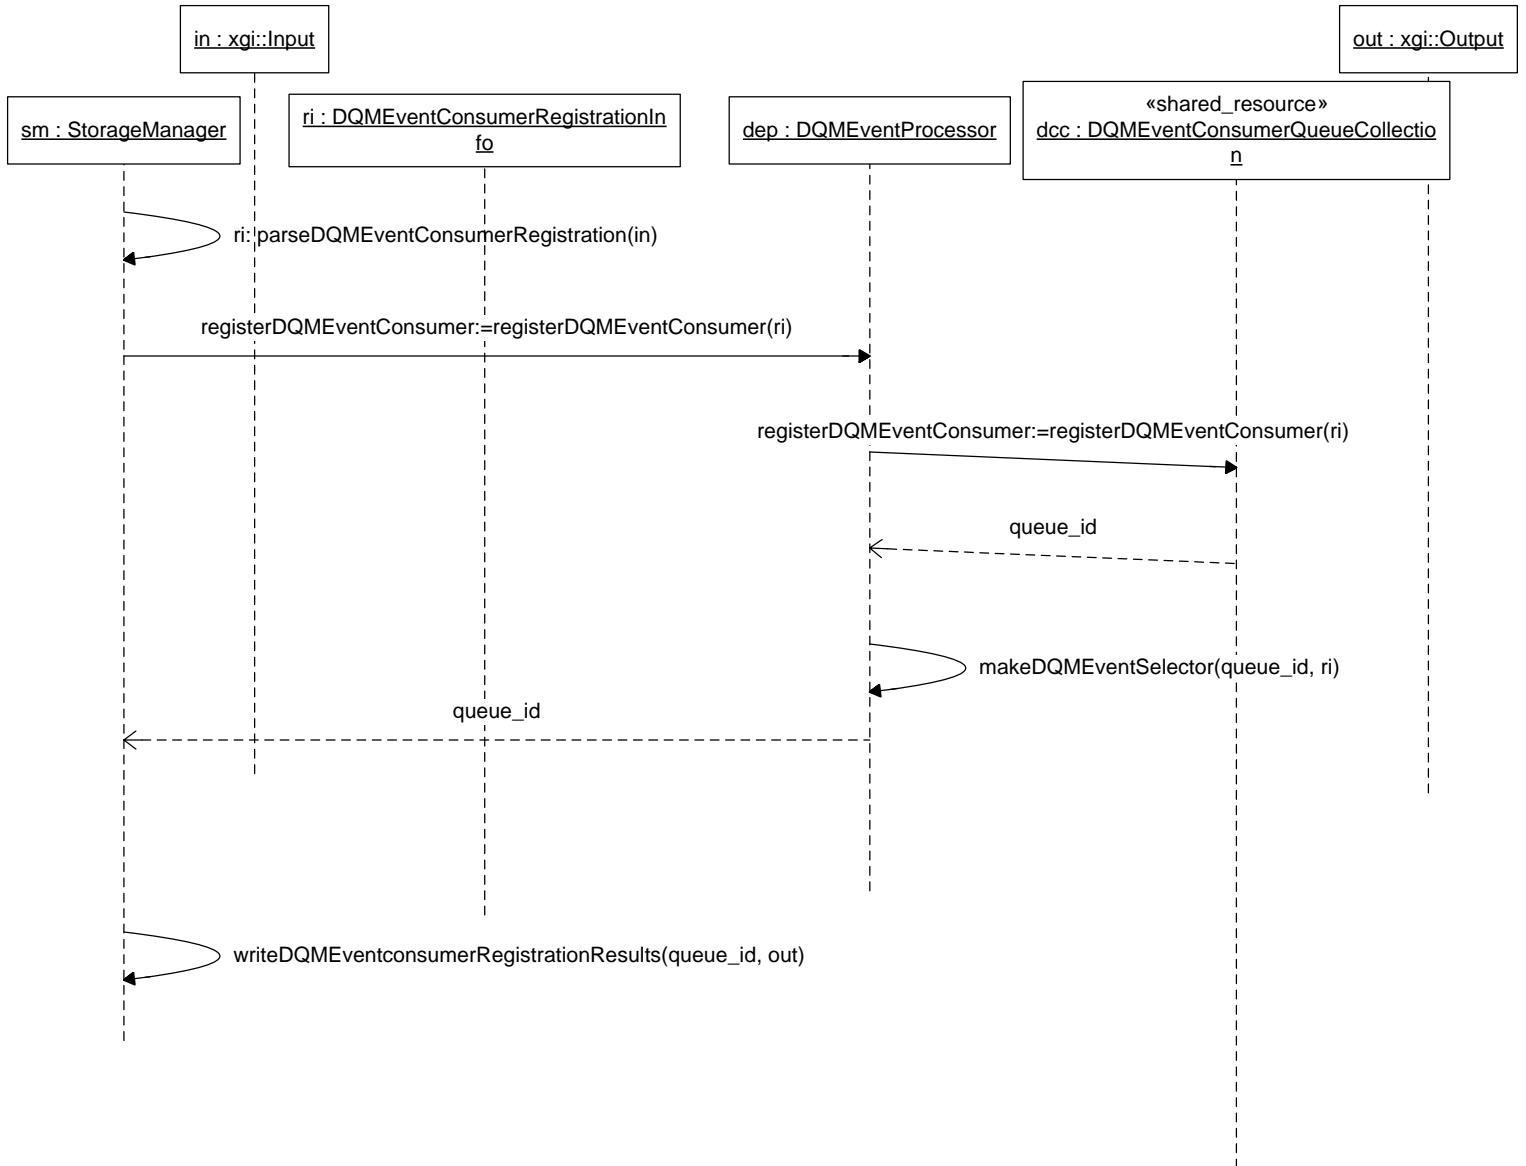 in : xgi::Input
out : xgi::Output
sm : StorageManager
ri : DQMEventConsumerRegistrationIn
fo
dep : DQMEventProcessor
«shared_resource»
dcc : DQMEventConsumerQueueCollectio
n
ri: parseDQMEventConsumerRegistration(in)
registerDQMEventConsumer:=registerDQMEventConsumer(ri)
registerDQMEventConsumer:=registerDQMEventConsumer(ri)
queue_id
makeDQMEventSelector(queue_id, ri)
queue_id
writeDQMEventconsumerRegistrationResults(queue_id, out)